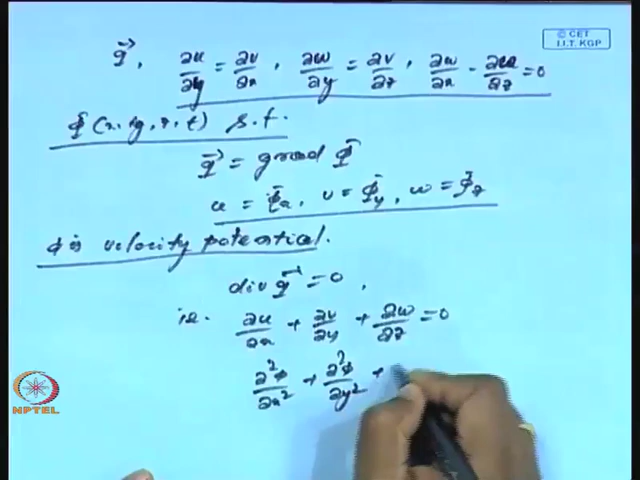 © CET
I.I.T. KGP
q⃗, ∂u/∂y = ∂v/∂x, ∂w/∂y = ∂v/∂z, ∂w/∂x - ∂u/∂z = 0
Φ(x, y, z, t) s.t.
q⃗ = grad Φ
u = Φx, v = Φy, w = Φz
Φ is velocity potential.
div q⃗ = 0,
i.e. ∂u/∂x + ∂v/∂y + ∂w/∂z = 0
∂²Φ/∂x² + ∂²Φ/∂y² +
NPTEL